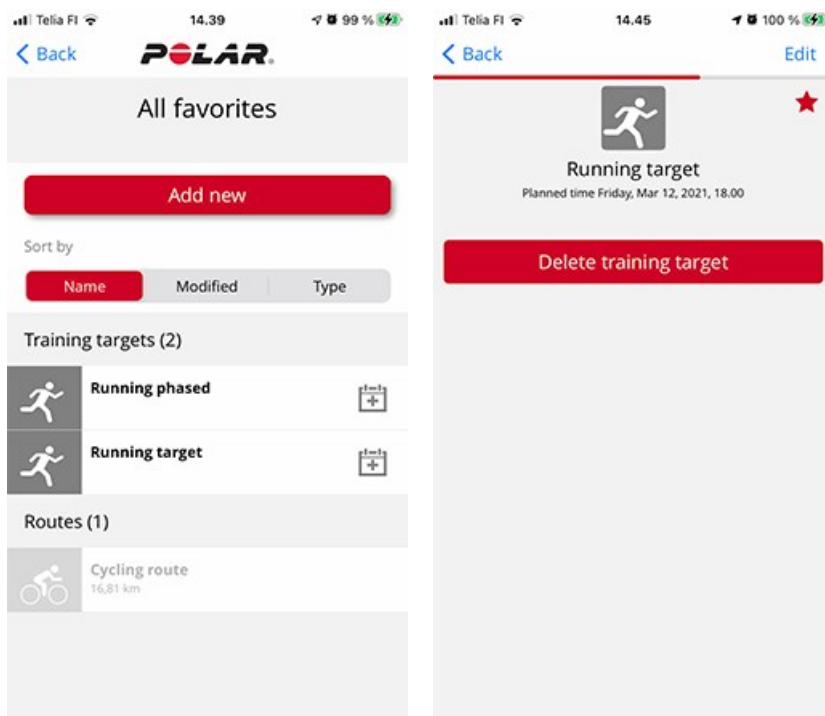 Telia FI 14.39 99 %
Back POLAR.
All favorites
Add new
Sort by
Name Modified Type
Training targets (2)
Running phased
Running target
Routes (1)
Cycling route
16,81 km
Telia FI 14.45 100 %
Back Edit
Running target
Planned time Friday, Mar 12, 2021, 18.00
Delete training target